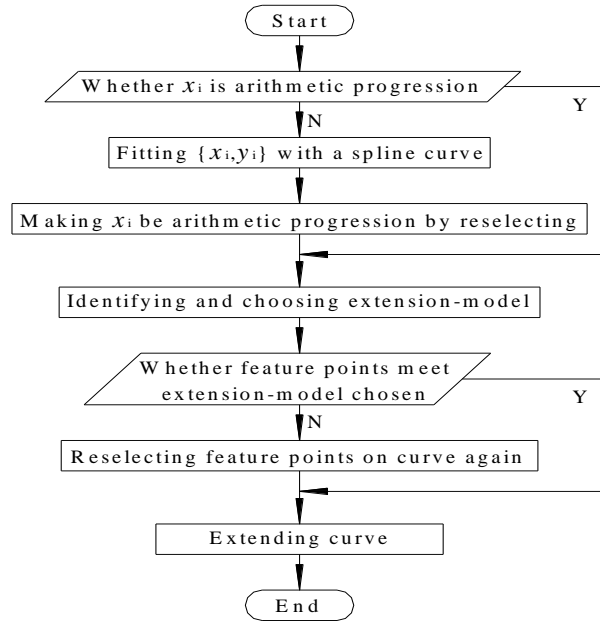 Start
Whether xi is arithmetic progression
Y
N
Fitting {xi,yi} with a spline curve
Making xi be arithmetic progression by reselecting
Identifying and choosing extension-model
Whether feature points meet
extension-model chosen
Y
N
Reselecting feature points on curve again
Extending curve
End